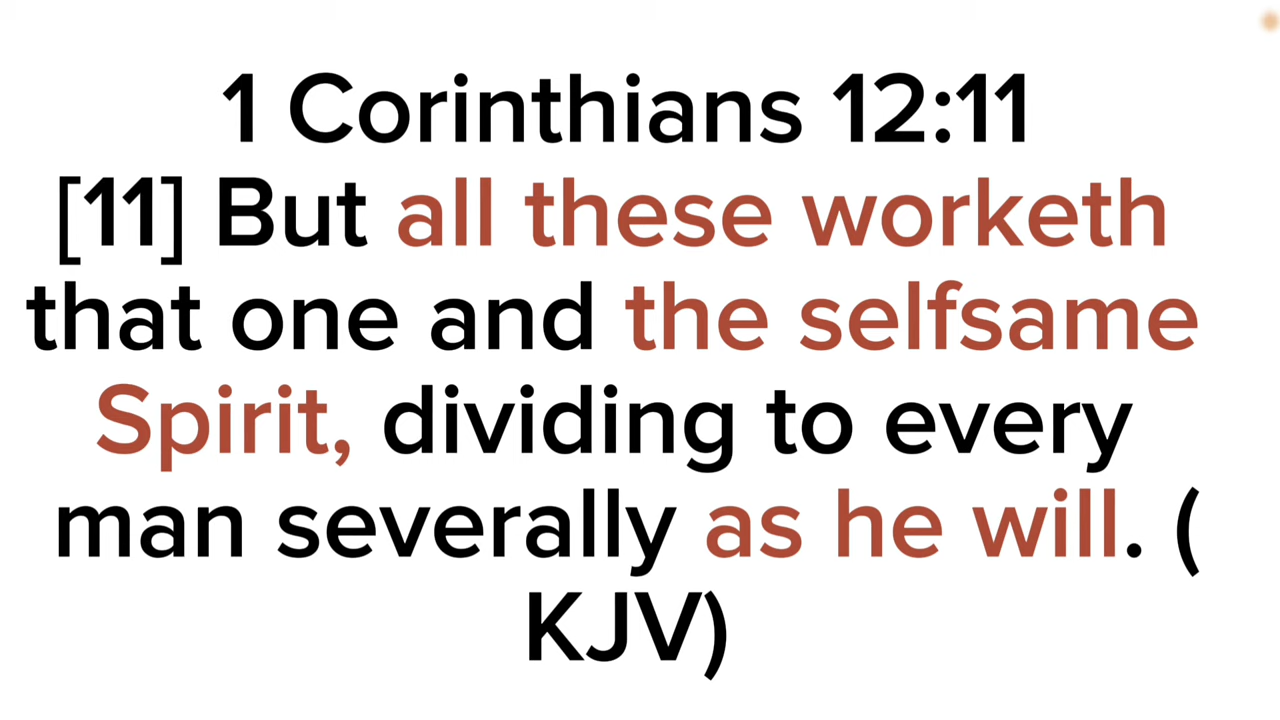 1 Corinthians 12:11
[11] But all these worketh
that one and the selfsame
Spirit, dividing to every
man severally as he will. (
KJV)